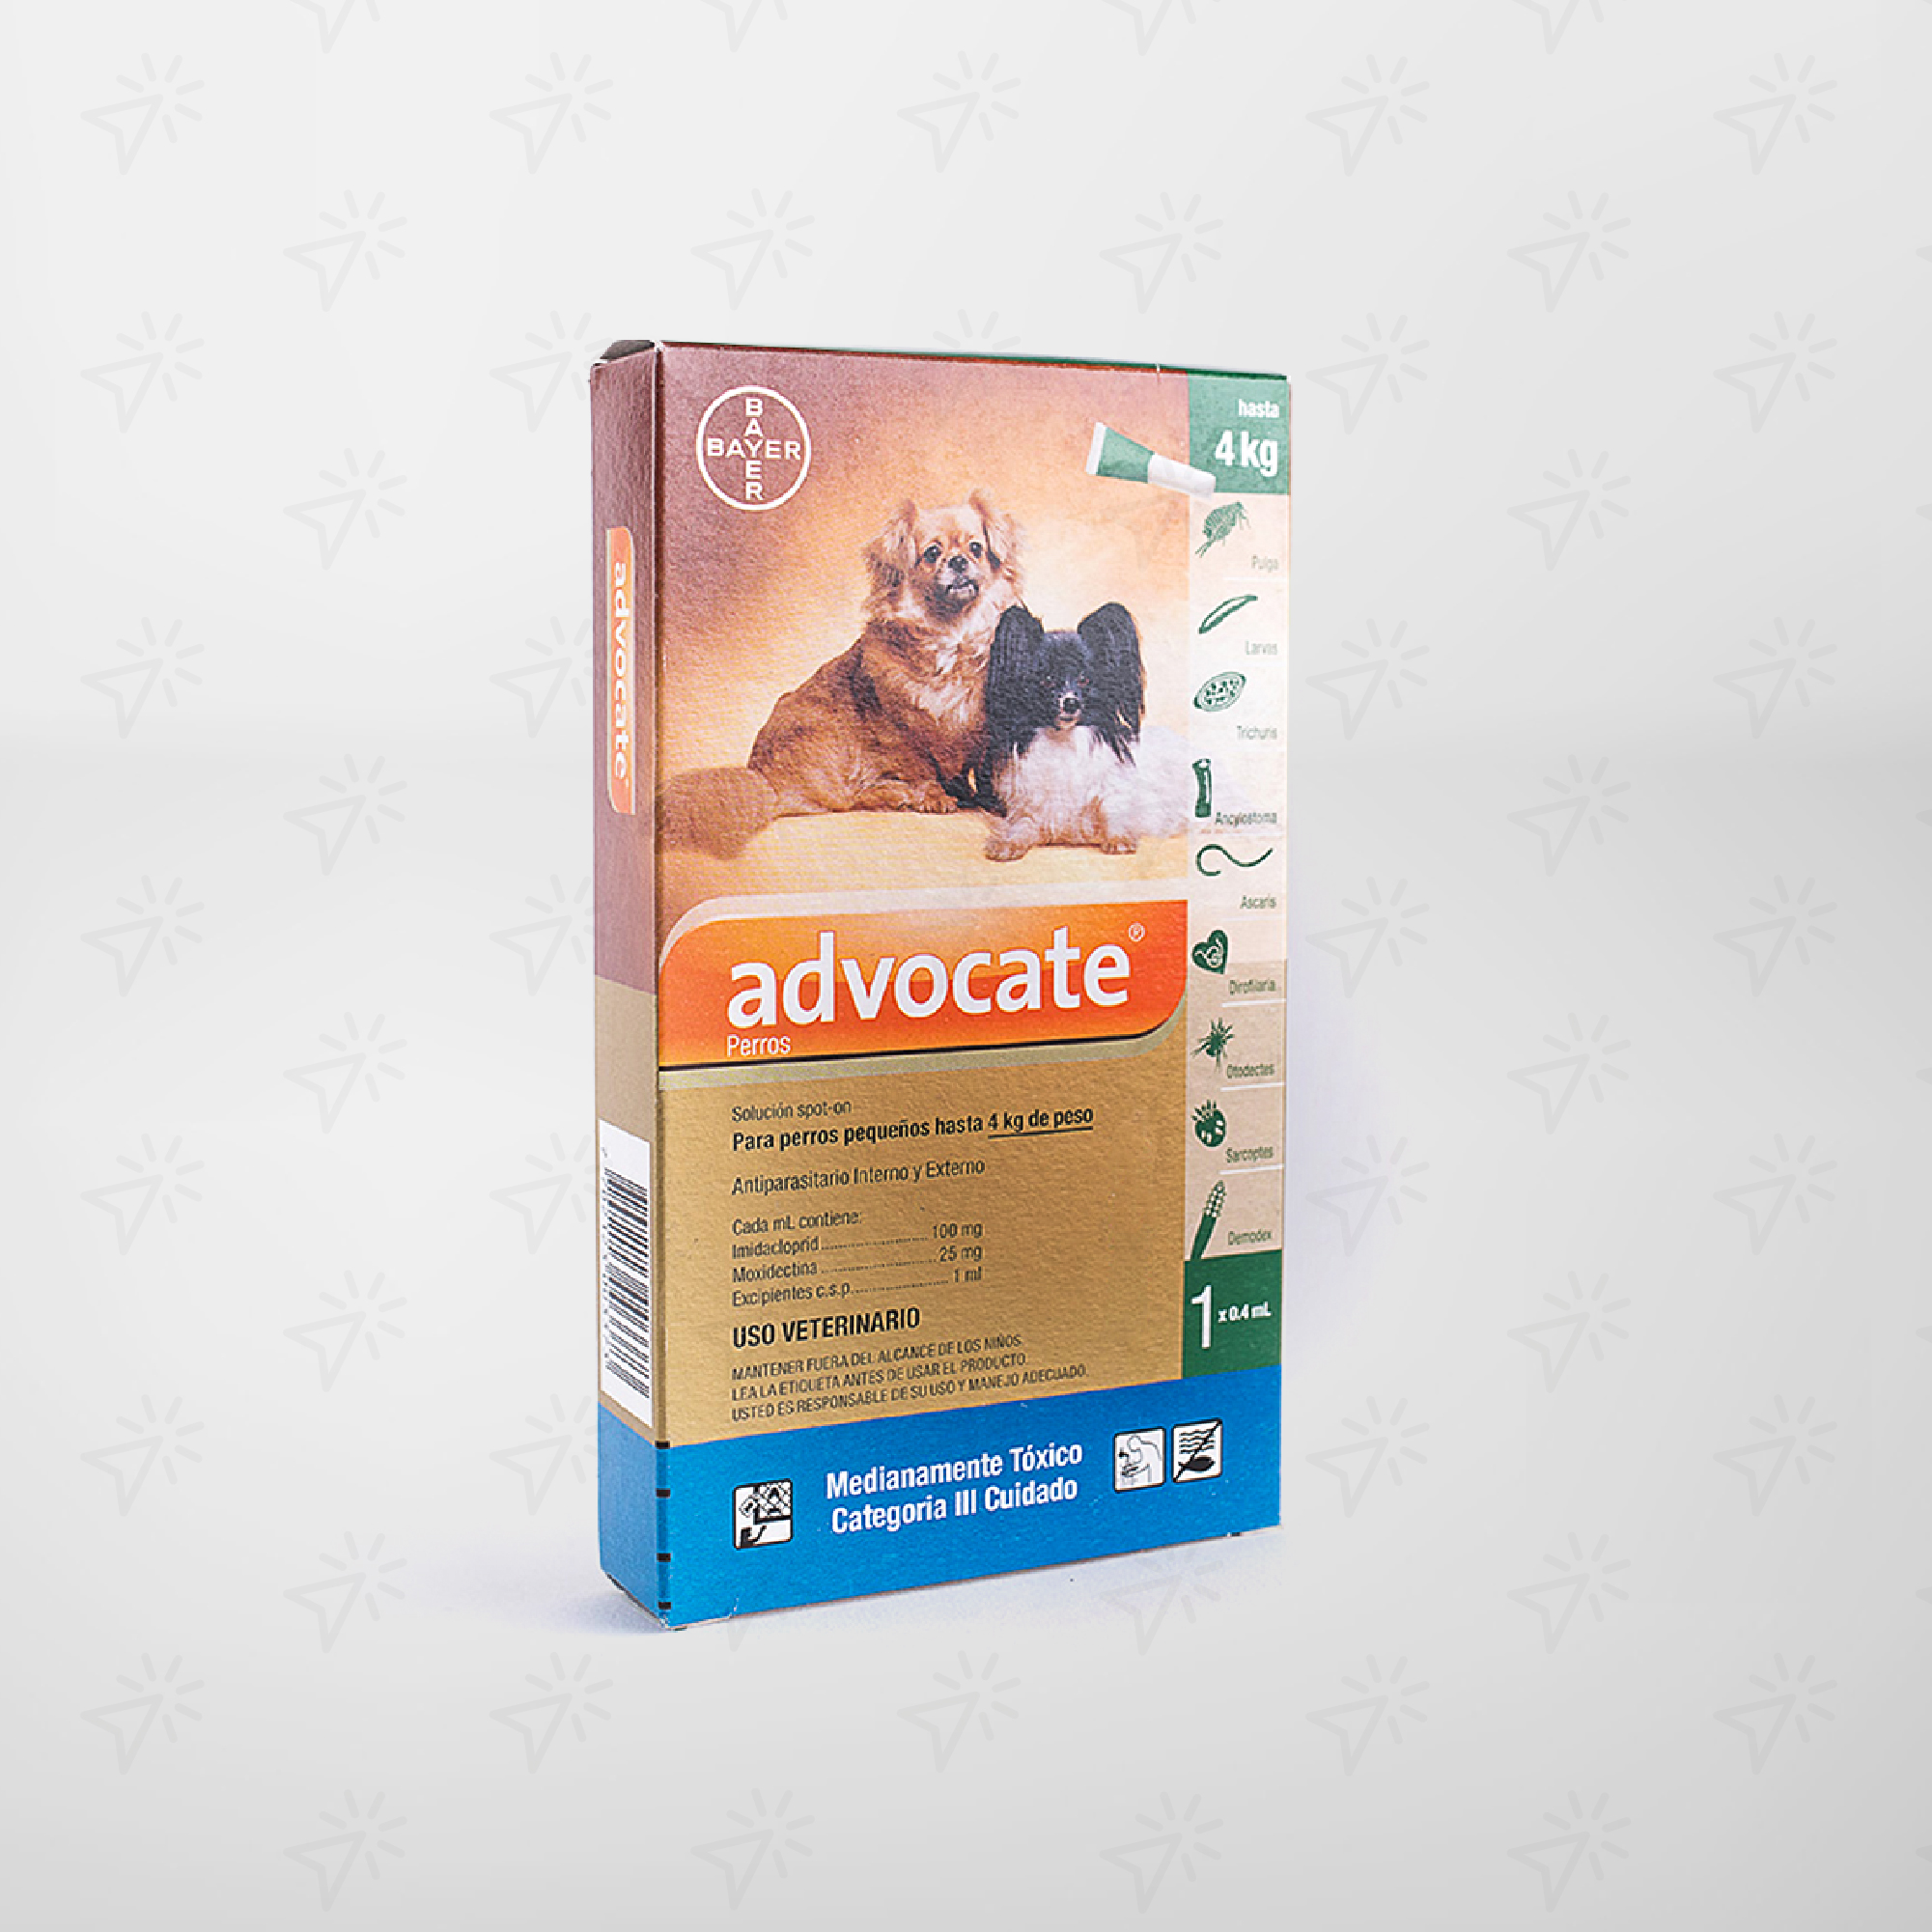 BAYER
BAYER
hasta
4 kg
Pulga
Larvas
Trichuris
Ancylostoma
Ascaris
Dirofilaria
Otodectes
Sarcoptes
Demodex
1 x 0.4 mL
advocate
advocate®
Perros
Solución spot-on
Para perros pequeños hasta 4 kg de peso
Antiparasitario Interno y Externo
Cada mL contiene:
Imidacloprid ........................ 100 mg
Moxidectina ......................... 25 mg
Excipientes c.s.p. ..................... 1 ml
USO VETERINARIO
MANTENER FUERA DEL ALCANCE DE LOS NIÑOS.
LEA LA ETIQUETA ANTES DE USAR EL PRODUCTO.
USTED ES RESPONSABLE DE SU USO Y MANEJO ADECUADO.
Medianamente Tóxico
Categoria III Cuidado